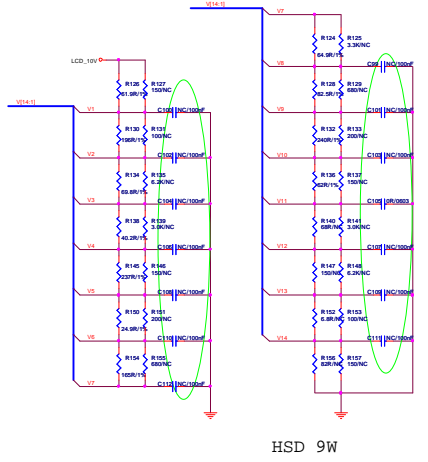 V[14:1]
V7
R124 R125
64.9R/1% 3.3K/NC
V8
C99 NC/100nF
R128 R129
82.5R/1% 680/NC
V9
C101 NC/100nF
R132 R133
240R/1% 200/NC
V10
C103 NC/100nF
R136 R137
62R/1% 150/NC
V11
C105 0R/0603
R140 R141
68R/NC 3.0K/NC
V12
C107 NC/100nF
R147 R148
150/NC 6.2K/NC
V13
C109 NC/100nF
R152 R153
6.8R/NC 100/NC
V14
C111 NC/100nF
R156 R157
82R/NC 150/NC
LCD_10V
V[14:1]
R126 R127
61.9R/1% 150/NC
V1
C100 NC/100nF
R130 R131
196R/1% 100/NC
V2
C102 NC/100nF
R134 R135
69.8R/1% 6.2K/NC
V3
C104 NC/100nF
R138 R139
40.2R/1% 3.0K/NC
V4
C106 NC/100nF
R145 R146
237R/1% 150/NC
V5
C108 NC/100nF
R150 R151
24.9R/1% 200/NC
V6
C110 NC/100nF
R154 R155
165R/1% 680/NC
V7
C112 NC/100nF
HSD 9W